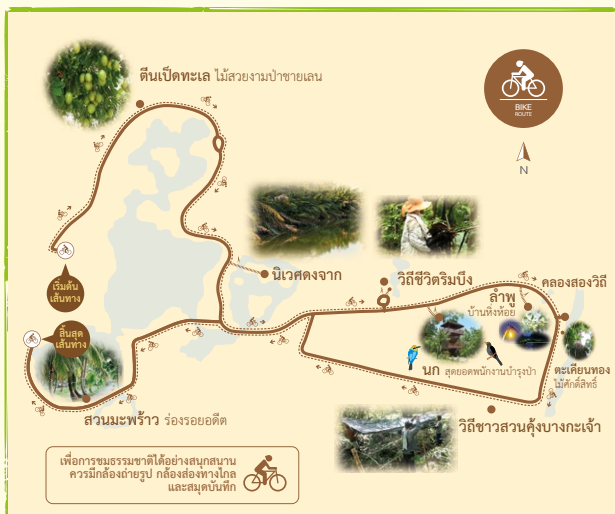 ตีนเป็ดทะเล ไม้สวยงามป่าชายเลน
BIKE
ROUTE
N
นิเวศดงจาก
วิถีชีวิตริมบึง
คลองสองวิถี
ลำพู
บ้านหิ่งห้อย
เริ่มต้น
เส้นทาง
สิ้นสุด
เส้นทาง
นก สุดยอดพนักงานบำรุงป่า
ตะเคียนทอง
ไม้ศักดิ์สิทธิ์
สวนมะพร้าว ร่องรอยอดีต
วิถีชาวสวนคุ้งบางกะเจ้า
เพื่อการชมธรรมชาติได้อย่างสนุกสนาน
ควรมีกล้องถ่ายรูป กล้องส่องทางไกล
และสมุดบันทึก